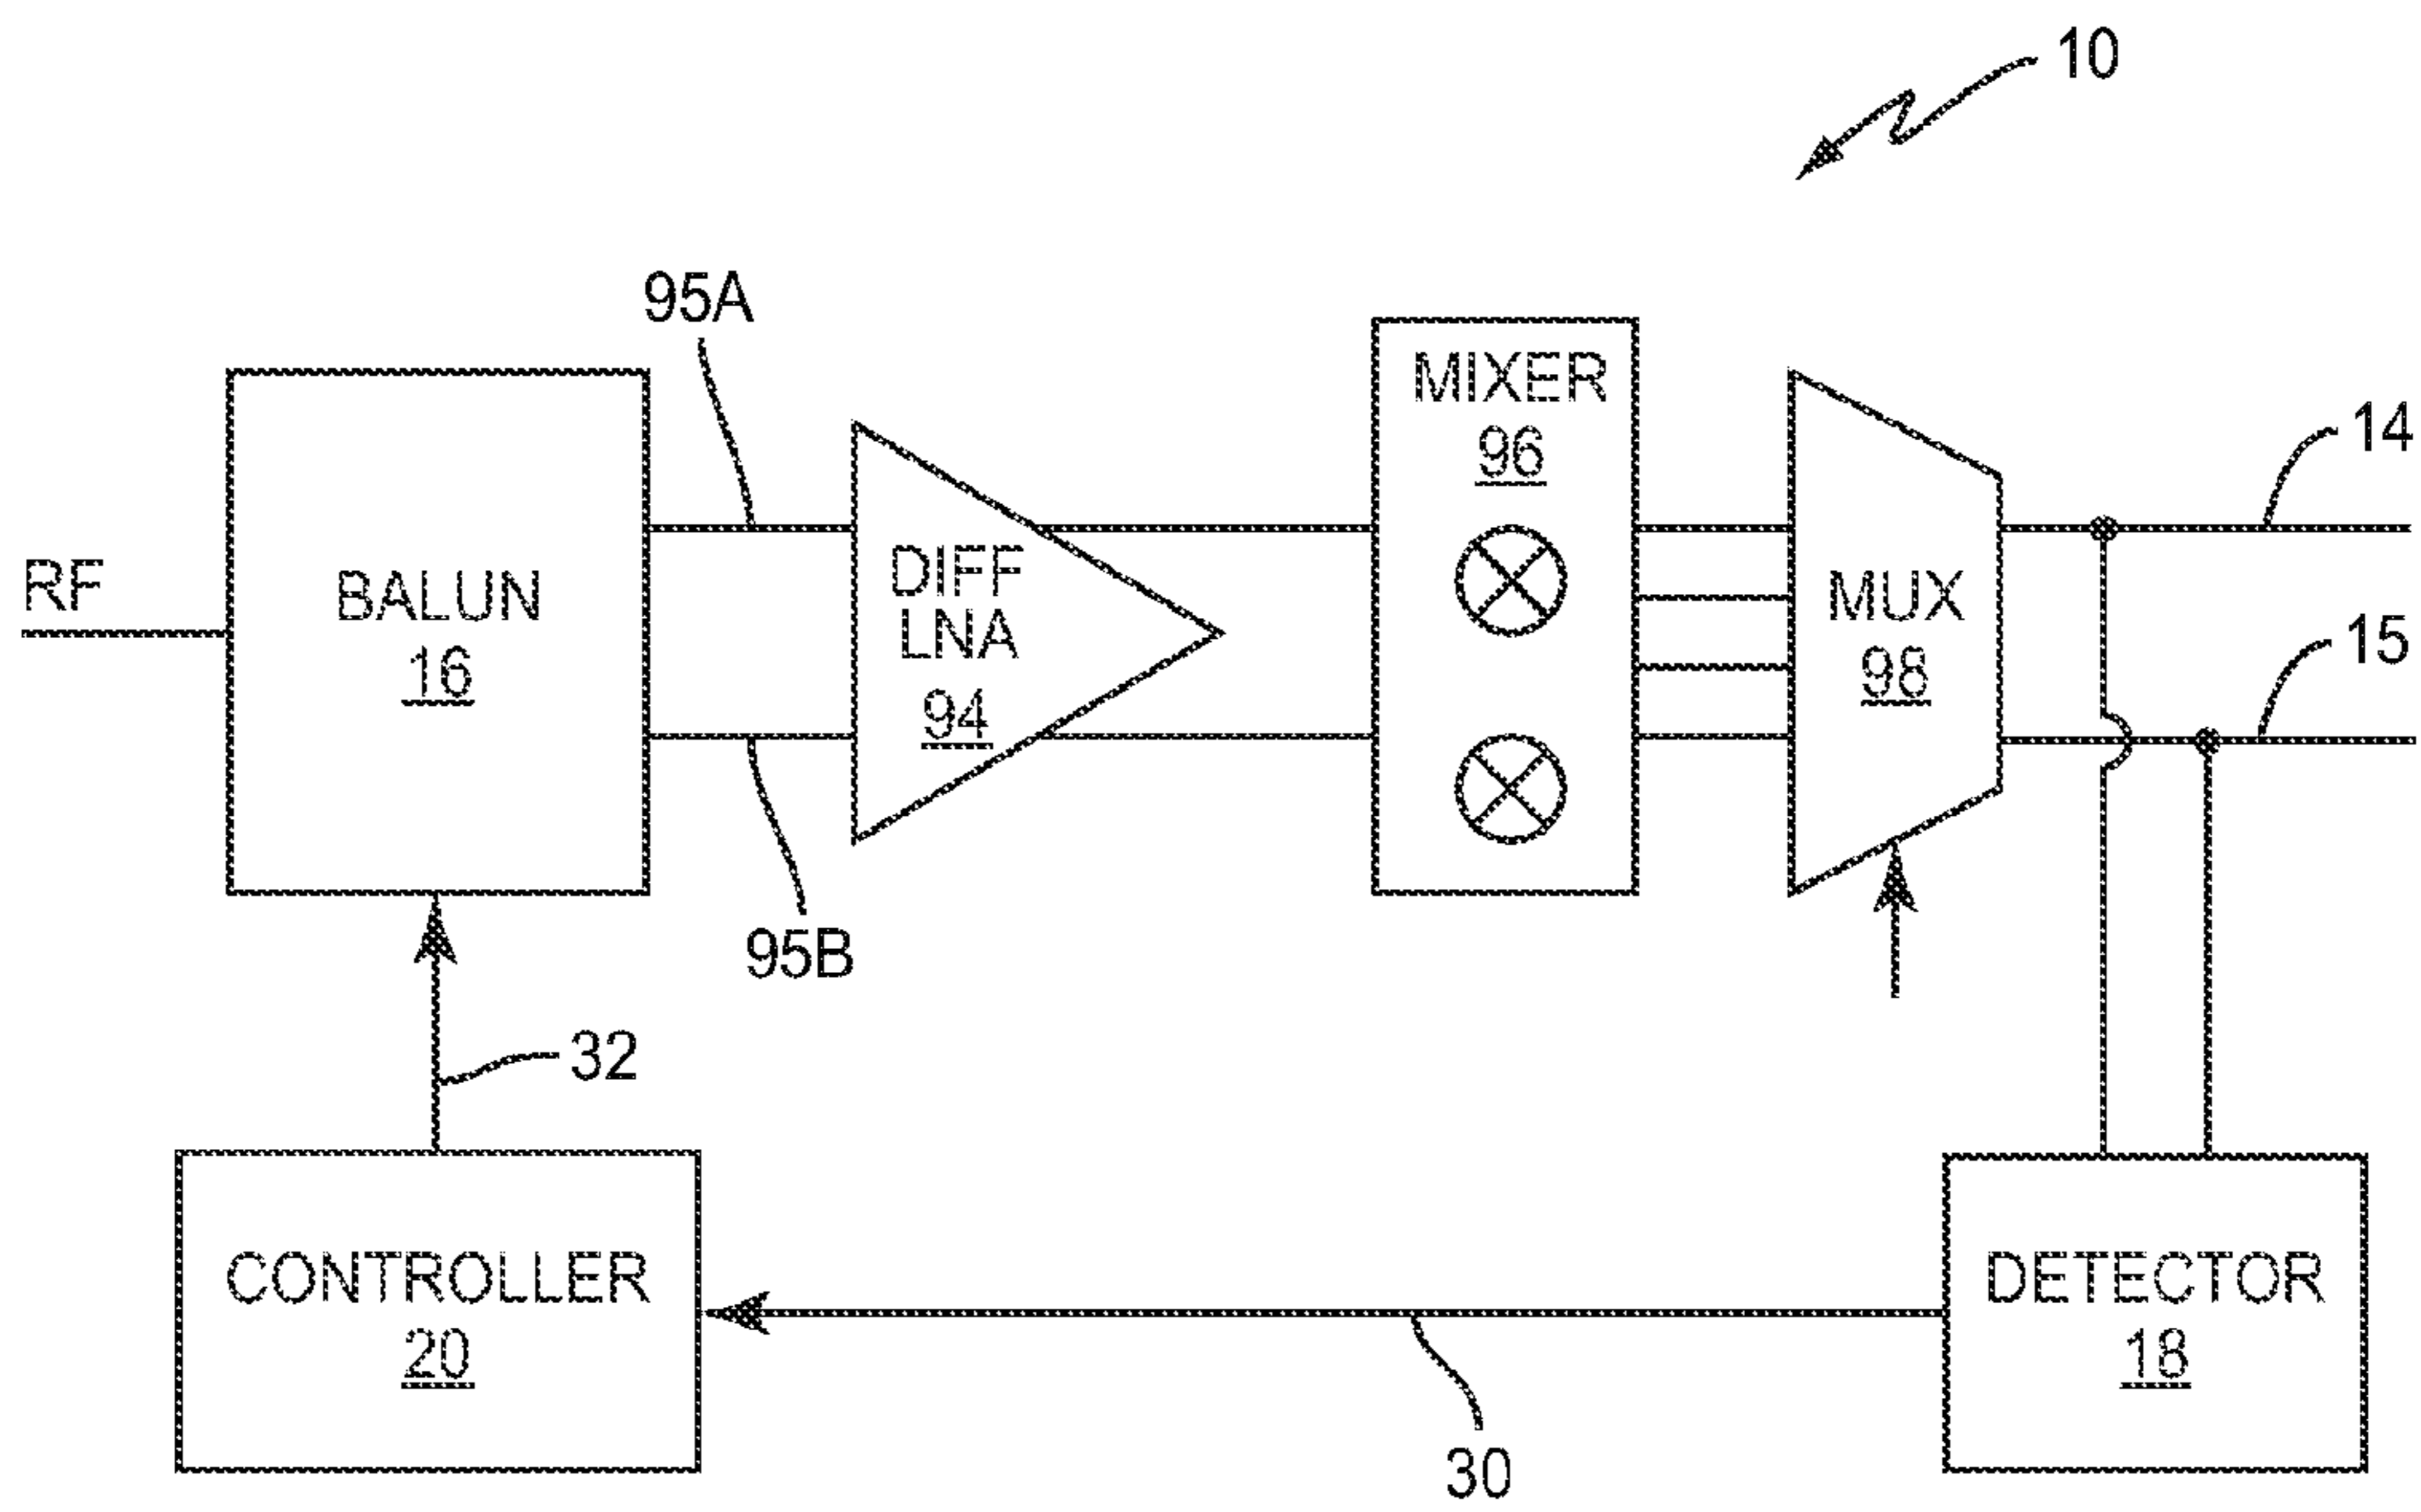 10
95A
MIXER
96
14
RF
BALUN
16
DIFF
LNA
94
MUX
98
15
95B
32
CONTROLLER
20
DETECTOR
18
30